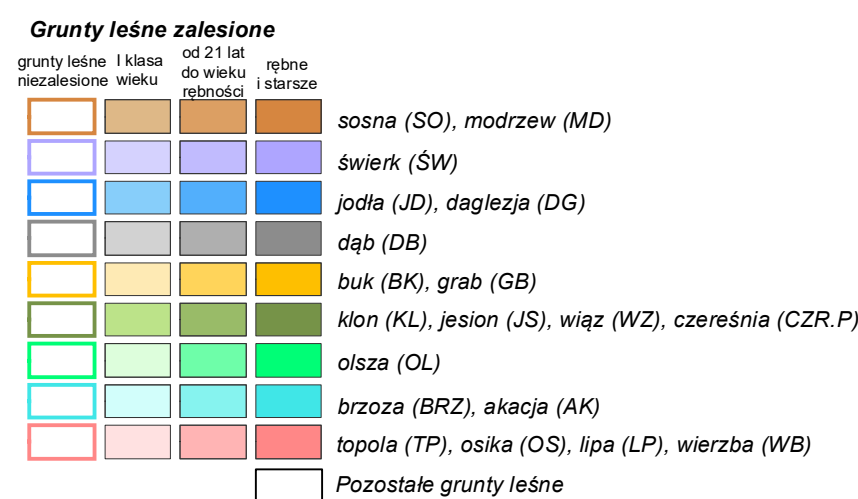 Grunty leśne zalesione
grunty leśne
niezalesione
I klasa
wieku
od 21 lat
do wieku
rębności
rębne
i starsze
sosna (SO), modrzew (MD)
świerk (ŚW)
jodła (JD), daglezja (DG)
dąb (DB)
buk (BK), grab (GB)
klon (KL), jesion (JS), wiąz (WZ), czereśnia (CZR.P)
olsza (OL)
brzoza (BRZ), akacja (AK)
topola (TP), osika (OS), lipa (LP), wierzba (WB)
Pozostałe grunty leśne